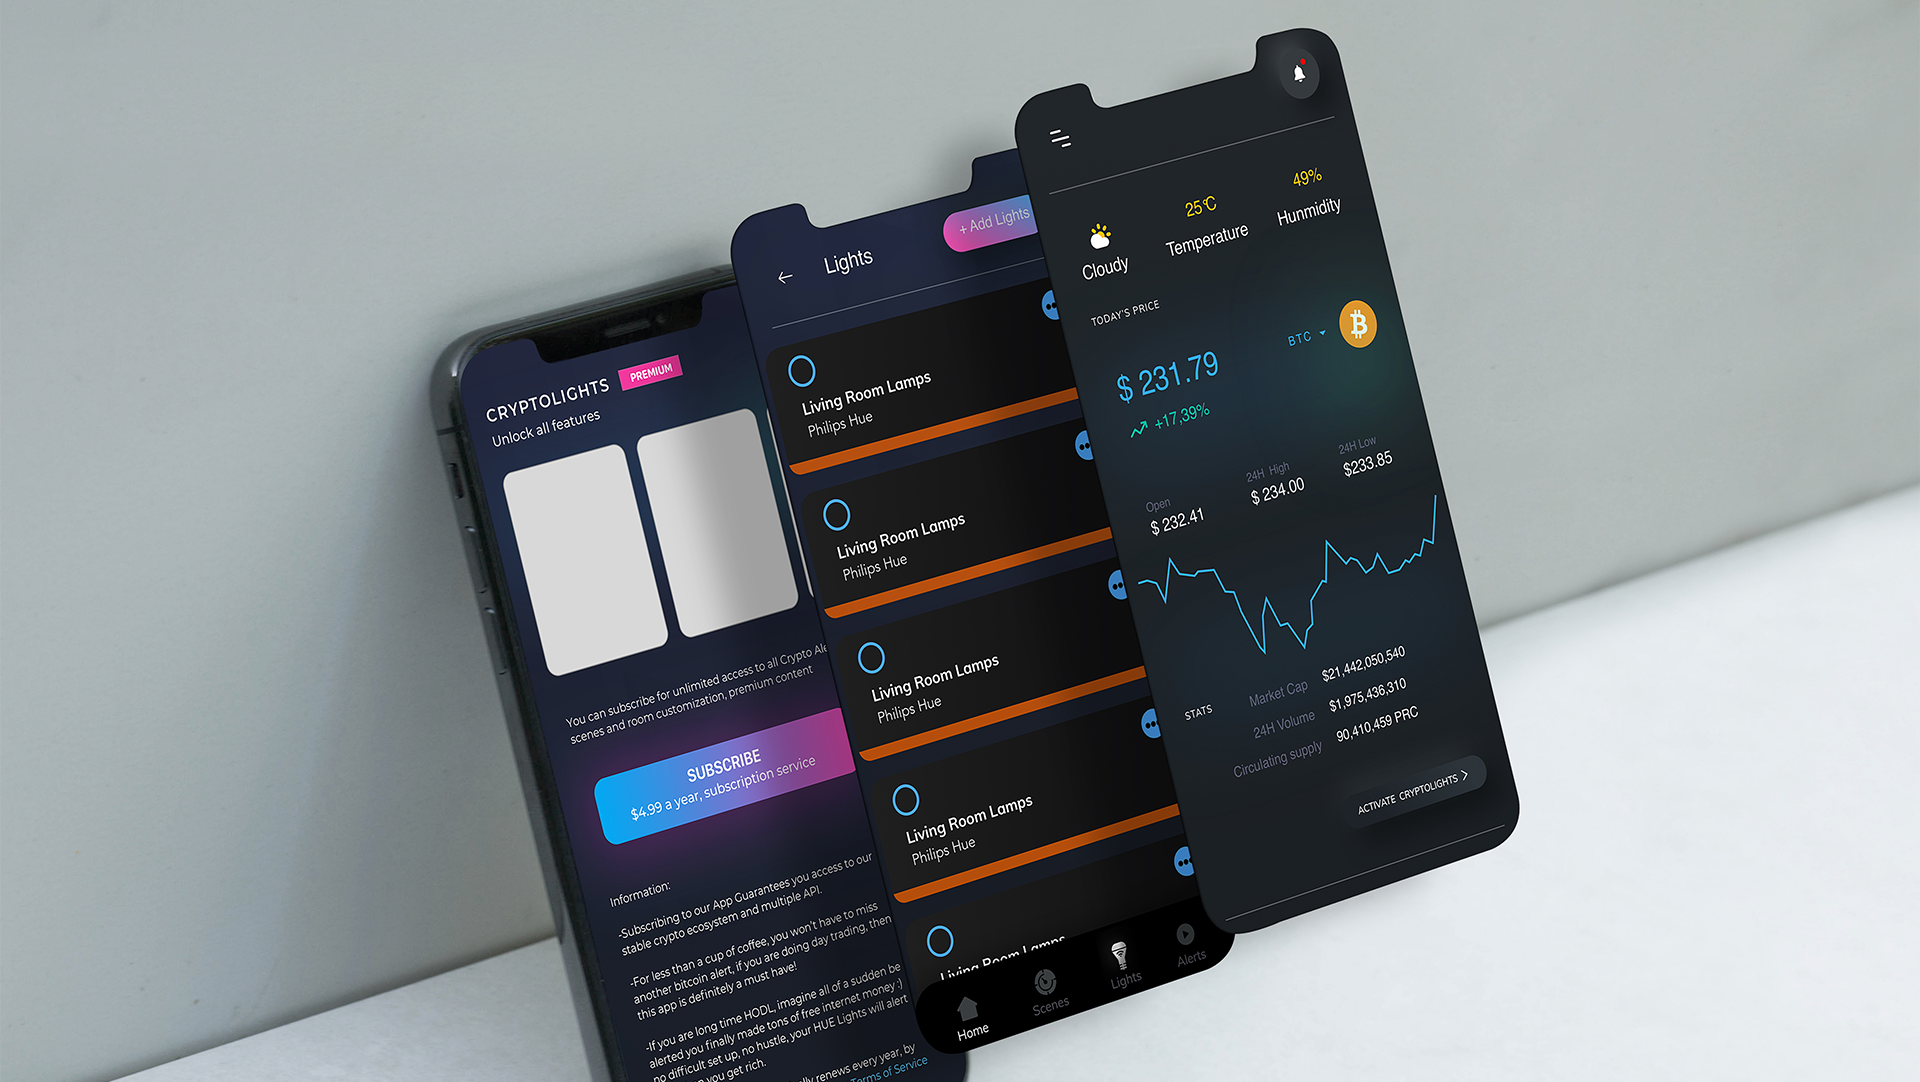 CRYPTOLIGHTS PREMIUM
Unlock all features
You can subscribe for unlimited access to all Crypto
scenes and room customization, premium content
SUBSCRIBE
$4.99 a year, subscription service
Information:
-Subscribing to our App Guarantees you access to our
stable crypto ecosystem and multiple API.
-For less than a cup of coffee, you won't have to miss
another bitcoin alert, if you are doing day trading, then
this app is definitely a must have!
-If you are long time HODL, imagine all of a sudden be
alerted you finally made tons of free internet money :)
no difficult set up, no hustle, your HUE Lights will alert
you get rich.
renews every year, by
Terms of Service
Lights
+ Add Lights
Living Room Lamps
Philips Hue
Living Room Lamps
Philips Hue
Living Room Lamps
Philips Hue
Living Room Lamps
Philips Hue
Living Room Lamps
Home
Scenes
Lights
Alerts
Cloudy
25°C
Temperature
49%
Hunmidity
TODAY'S PRICE
BTC
$ 231.79
+17,39%
Open
$ 232.41
24H High
$ 234.00
24H Low
$233.85
STATS
Market Cap $21,442,050,540
24H Volume $1,975,436,310
Circulating supply 90,410,459 PRC
ACTIVATE CRYPTOLIGHTS >